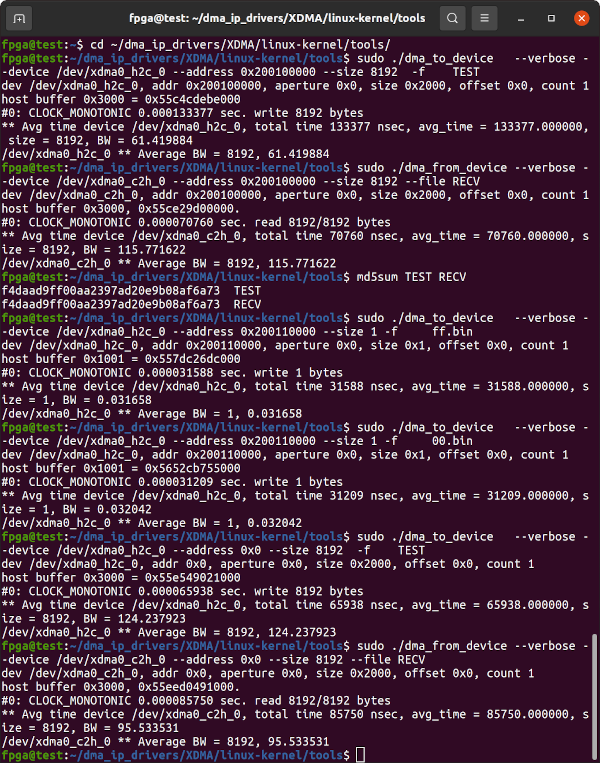 fpga@test: ~/dma_ip_drivers/XDMA/linux-kernel/tools
fpga@test:~$ cd ~/dma_ip_drivers/XDMA/linux-kernel/tools/
fpga@test:~/dma_ip_drivers/XDMA/linux-kernel/tools$ sudo ./dma_to_device   --verbose -
-device /dev/xdma0_h2c_0 --address 0x200100000 --size 8192  -f    TEST
dev /dev/xdma0_h2c_0, addr 0x200100000, aperture 0x0, size 0x2000, offset 0x0, count 1
host buffer 0x3000 = 0x55c4cdebe000
#0: CLOCK_MONOTONIC 0.000133377 sec. write 8192 bytes
** Avg time device /dev/xdma0_h2c_0, total time 133377 nsec, avg_time = 133377.000000,
 size = 8192, BW = 61.419884
/dev/xdma0_h2c_0 ** Average BW = 8192, 61.419884
fpga@test:~/dma_ip_drivers/XDMA/linux-kernel/tools$ sudo ./dma_from_device --verbose -
-device /dev/xdma0_c2h_0 --address 0x200100000 --size 8192 --file RECV
dev /dev/xdma0_c2h_0, addr 0x200100000, aperture 0x0, size 0x2000, offset 0x0, count 1
host buffer 0x3000, 0x55ce29d00000.
#0: CLOCK_MONOTONIC 0.000070760 sec. read 8192/8192 bytes
** Avg time device /dev/xdma0_c2h_0, total time 70760 nsec, avg_time = 70760.000000, s
ize = 8192, BW = 115.771622
/dev/xdma0_c2h_0 ** Average BW = 8192, 115.771622
fpga@test:~/dma_ip_drivers/XDMA/linux-kernel/tools$ md5sum TEST RECV
f4daad9ff00aa2397ad20e9b08af6a73  TEST
f4daad9ff00aa2397ad20e9b08af6a73  RECV
fpga@test:~/dma_ip_drivers/XDMA/linux-kernel/tools$ sudo ./dma_to_device   --verbose -
-device /dev/xdma0_h2c_0 --address 0x200110000 --size 1 -f     ff.bin
dev /dev/xdma0_h2c_0, addr 0x200110000, aperture 0x0, size 0x1, offset 0x0, count 1
host buffer 0x1001 = 0x557dc26dc000
#0: CLOCK_MONOTONIC 0.000031588 sec. write 1 bytes
** Avg time device /dev/xdma0_h2c_0, total time 31588 nsec, avg_time = 31588.000000, s
ize = 1, BW = 0.031658
/dev/xdma0_h2c_0 ** Average BW = 1, 0.031658
fpga@test:~/dma_ip_drivers/XDMA/linux-kernel/tools$ sudo ./dma_to_device   --verbose -
-device /dev/xdma0_h2c_0 --address 0x200110000 --size 1 -f     00.bin
dev /dev/xdma0_h2c_0, addr 0x200110000, aperture 0x0, size 0x1, offset 0x0, count 1
host buffer 0x1001 = 0x5652cb755000
#0: CLOCK_MONOTONIC 0.000031209 sec. write 1 bytes
** Avg time device /dev/xdma0_h2c_0, total time 31209 nsec, avg_time = 31209.000000, s
ize = 1, BW = 0.032042
/dev/xdma0_h2c_0 ** Average BW = 1, 0.032042
fpga@test:~/dma_ip_drivers/XDMA/linux-kernel/tools$ sudo ./dma_to_device   --verbose -
-device /dev/xdma0_h2c_0 --address 0x0 --size 8192  -f    TEST
dev /dev/xdma0_h2c_0, addr 0x0, aperture 0x0, size 0x2000, offset 0x0, count 1
host buffer 0x3000 = 0x55e549021000
#0: CLOCK_MONOTONIC 0.000065938 sec. write 8192 bytes
** Avg time device /dev/xdma0_h2c_0, total time 65938 nsec, avg_time = 65938.000000, s
ize = 8192, BW = 124.237923
/dev/xdma0_h2c_0 ** Average BW = 8192, 124.237923
fpga@test:~/dma_ip_drivers/XDMA/linux-kernel/tools$ sudo ./dma_from_device --verbose -
-device /dev/xdma0_c2h_0 --address 0x0 --size 8192 --file RECV
dev /dev/xdma0_c2h_0, addr 0x0, aperture 0x0, size 0x2000, offset 0x0, count 1
host buffer 0x3000, 0x55eed0491000.
#0: CLOCK_MONOTONIC 0.000085750 sec. read 8192/8192 bytes
** Avg time device /dev/xdma0_c2h_0, total time 85750 nsec, avg_time = 85750.000000, s
ize = 8192, BW = 95.533531
/dev/xdma0_c2h_0 ** Average BW = 8192, 95.533531
fpga@test:~/dma_ip_drivers/XDMA/linux-kernel/tools$